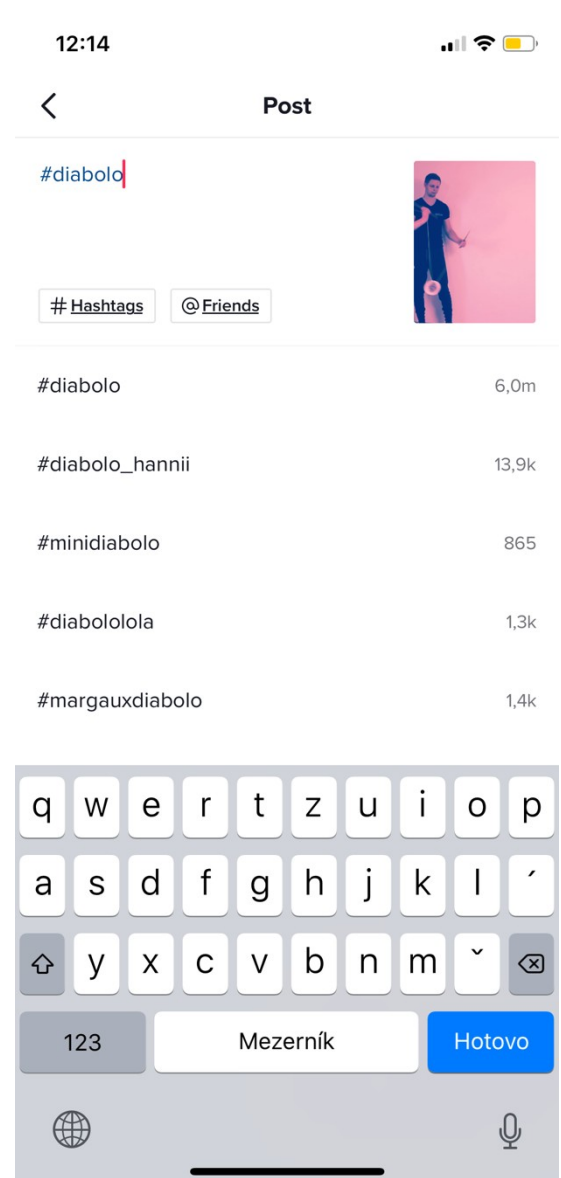 12:14
Post
#diabolo
# Hashtags @ Friends
#diabolo 6,0m
#diabolo_hannii 13,9k
#minidiabolo 865
#diabololola 1,3k
#margauxdiabolo 1,4k
q w e r t z u i o p
a s d f g h j k l ´
y x c v b n m ˇ
123 Mezerník Hotovo